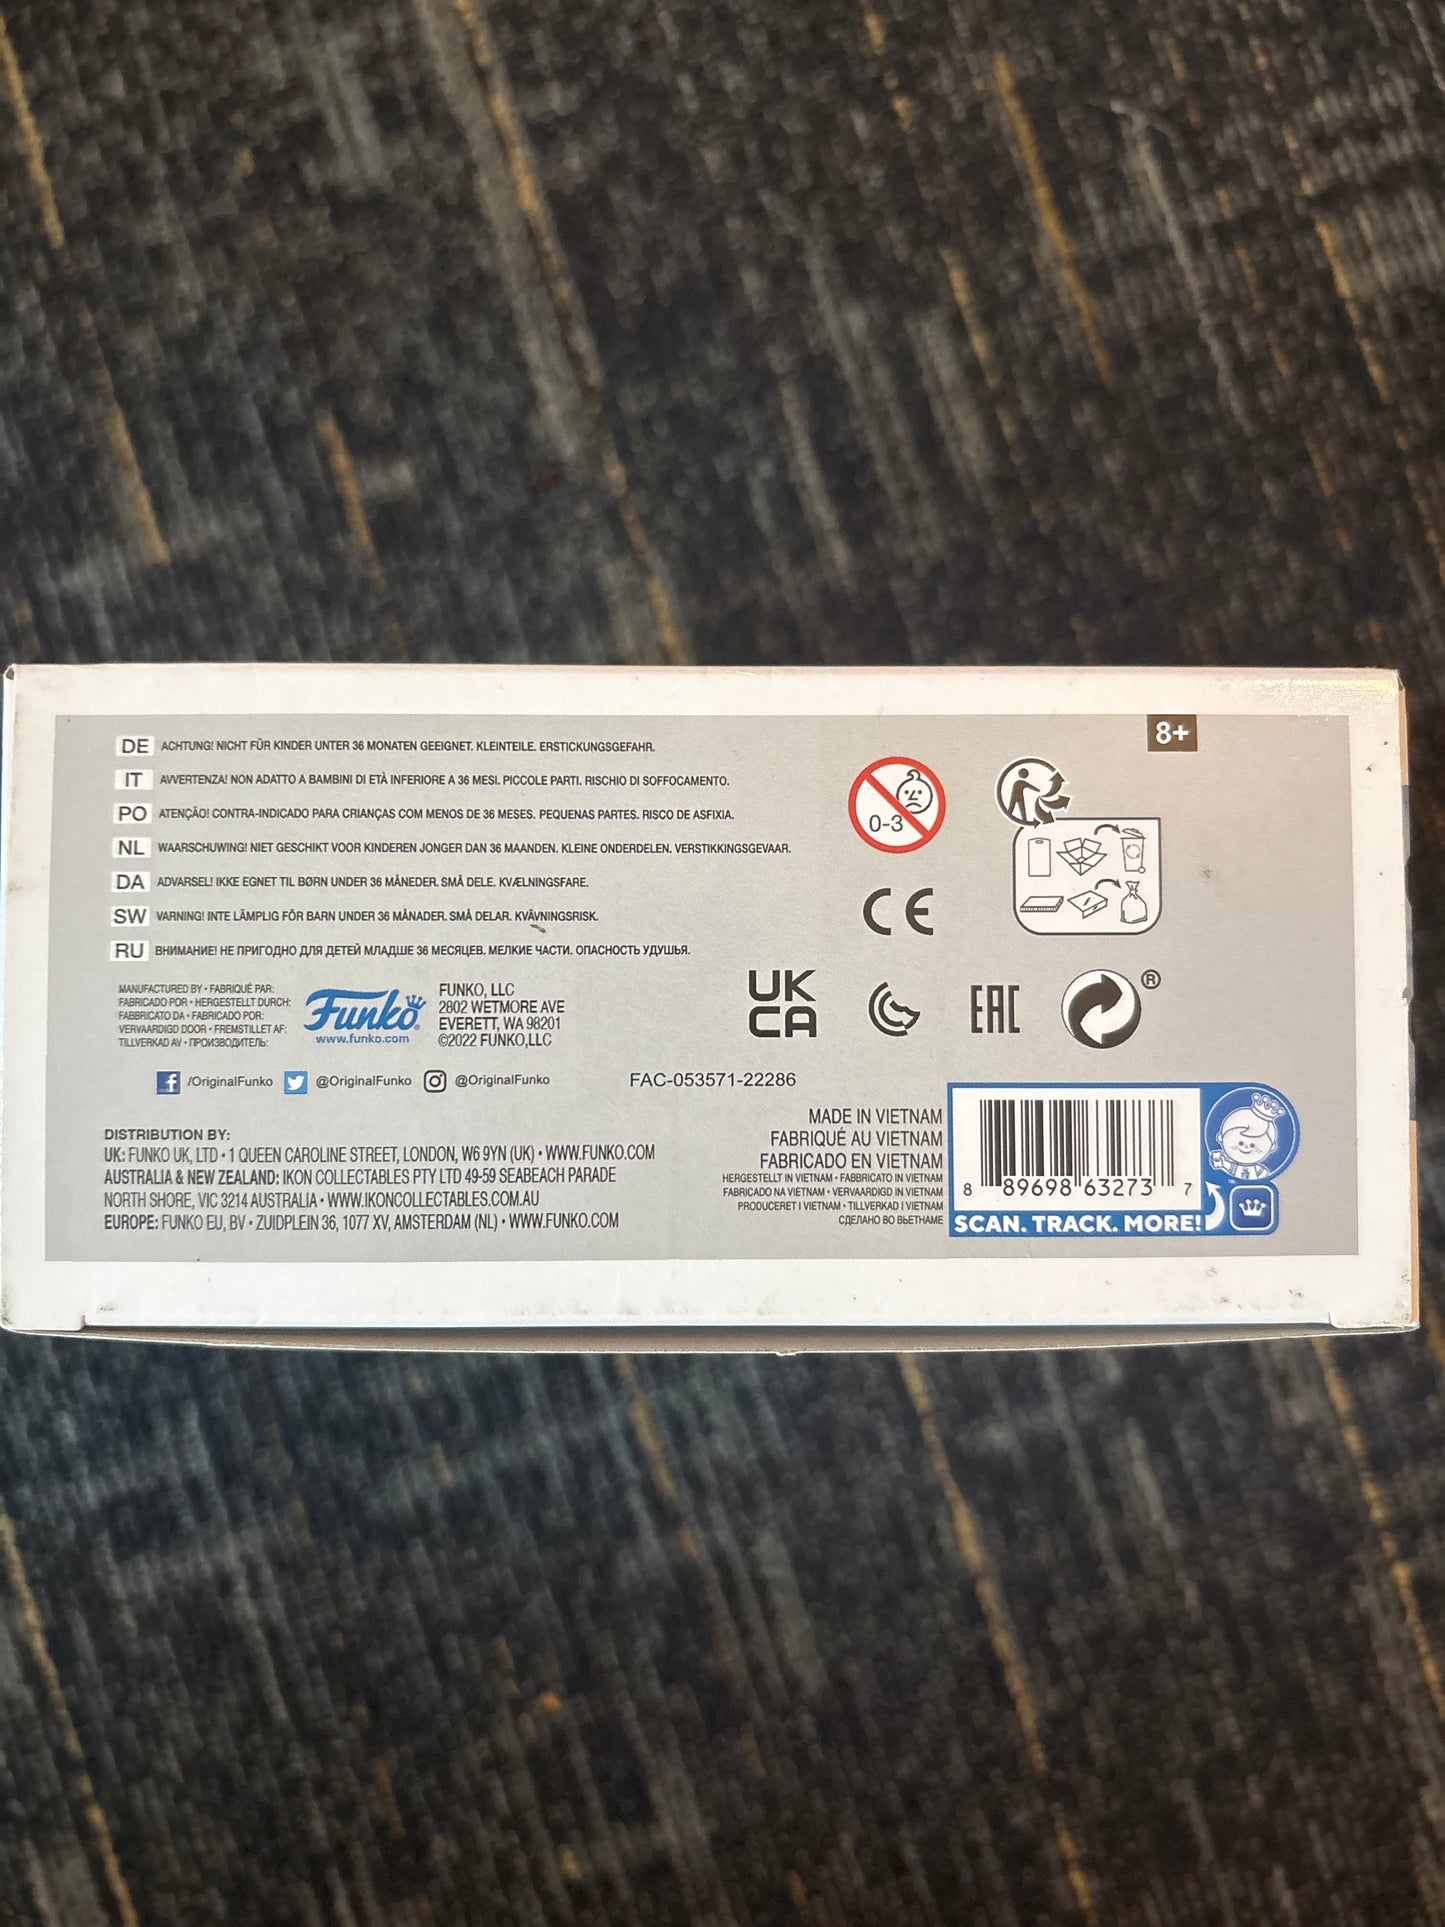 8+
DE ACHTUNG! NICHT FÜR KINDER UNTER 36 MONATEN GEEIGNET. KLEINTEILE. ERSTICKUNGSGEFAHR.
IT AVVERTENZA! NON ADATTO A BAMBINI DI ETÀ INFERIORE A 36 MESI. PICCOLE PARTI. RISCHIO DI SOFFOCAMENTO.
PO ATENÇÃO! CONTRA-INDICADO PARA CRIANÇAS COM MENOS DE 36 MESES. PEQUENAS PARTES. RISCO DE ASFIXIA.
NL WAARSCHUWING! NIET GESCHIKT VOOR KINDEREN JONGER DAN 36 MAANDEN. KLEINE ONDERDELEN. VERSTIKKINGSGEVAAR.
DA ADVARSEL! IKKE EGNET TIL BØRN UNDER 36 MÅNEDER. SMÅ DELE. KVÆLNINGSFARE.
SW VARNING! INTE LÄMPLIG FÖR BARN UNDER 36 MÅNADER. SMÅ DELAR. KVÄVNINGSRISK.
RU ВНИМАНИЕ! НЕ ПРИГОДНО ДЛЯ ДЕТЕЙ МЛАДШЕ 36 МЕСЯЦЕВ. МЕЛКИЕ ЧАСТИ. ОПАСНОСТЬ УДУШЬЯ.
0-3
CE
UK
CA
EAC
®
MANUFACTURED BY • FABRIQUÉ PAR:
FABRICADO POR • HERGESTELLT DURCH:
FABBRICATO DA • FABRICADO POR:
VERVAARDIGD DOOR • FREMSTILLET AF:
TILLVERKAD AV • ПРОИЗВОДИТЕЛЬ:
Funko®
www.funko.com
FUNKO, LLC
2802 WETMORE AVE
EVERETT, WA 98201
©2022 FUNKO,LLC
/OriginalFunko @OriginalFunko @OriginalFunko
FAC-053571-22286
DISTRIBUTION BY:
UK: FUNKO UK, LTD • 1 QUEEN CAROLINE STREET, LONDON, W6 9YN (UK) • WWW.FUNKO.COM
AUSTRALIA & NEW ZEALAND: IKON COLLECTABLES PTY LTD 49-59 SEABEACH PARADE
NORTH SHORE, VIC 3214 AUSTRALIA • WWW.IKONCOLLECTABLES.COM.AU
EUROPE: FUNKO EU, BV • ZUIDPLEIN 36, 1077 XV, AMSTERDAM (NL) • WWW.FUNKO.COM
MADE IN VIETNAM
FABRIQUÉ AU VIETNAM
FABRICADO EN VIETNAM
HERGESTELLT IN VIETNAM • FABBRICATO IN VIETNAM
FABRICADO NA VIETNAM • VERVAARDIGD IN VIETNAM
PRODUCERET I VIETNAM • TILLVERKAD I VIETNAM
СДЕЛАНО ВО ВЬЕТНАМЕ
8 89698 63273 7
™
SCAN. TRACK. MORE!